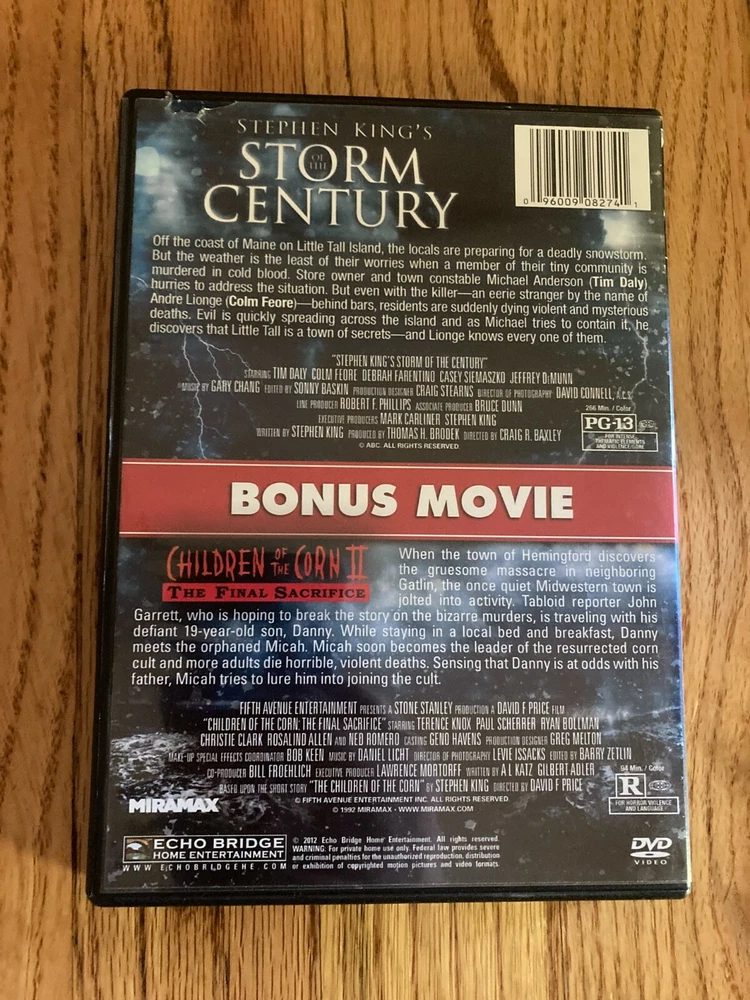 STEPHEN KING'S
STORM
OF THE
CENTURY
0 96009 08274 1
Off the coast of Maine on Little Tall Island, the locals are preparing for a deadly snowstorm.
But the weather is the least of their worries when a member of their tiny community is
murdered in cold blood. Store owner and town constable Michael Anderson (Tim Daly)
hurries to address the situation. But even with the killer—an eerie stranger by the name of
Andre Lionge (Colm Feore)—behind bars, residents are suddenly dying violent and mysterious
deaths. Evil is quickly spreading across the island and as Michael tries to contain it, he
discovers that Little Tall is a town of secrets—and Lionge knows every one of them.
"STEPHEN KING'S STORM OF THE CENTURY"
STARRING TIM DALY COLM FEORE DEBRAH FARENTINO CASEY SIEMASZKO JEFFREY DeMUNN
MUSIC BY GARY CHANG EDITED BY SONNY BASKIN PRODUCTION DESIGNER CRAIG STEARNS DIRECTOR OF PHOTOGRAPHY DAVID CONNELL, A.C.S.
LINE PRODUCER ROBERT F. PHILLIPS ASSOCIATE PRODUCER BRUCE DUNN
EXECUTIVE PRODUCERS MARK CARLINER STEPHEN KING
WRITTEN BY STEPHEN KING PRODUCED BY THOMAS H. BRODEK DIRECTED BY CRAIG R. BAXLEY
© ABC. ALL RIGHTS RESERVED.
256 Min. / Color
PG-13
FOR INTENSE
THEMATIC ELEMENTS
AND VIOLENCE/GORE
BONUS MOVIE
CHILDREN OF THE CORN II
THE FINAL SACRIFICE
When the town of Hemingford discovers
the gruesome massacre in neighboring
Gatlin, the once quiet Midwestern town is
jolted into activity. Tabloid reporter John
Garrett, who is hoping to break the story on the bizarre murders, is traveling with his
defiant 19-year-old son, Danny. While staying in a local bed and breakfast, Danny
meets the orphaned Micah. Micah soon becomes the leader of the resurrected corn
cult and more adults die horrible, violent deaths. Sensing that Danny is at odds with his
father, Micah tries to lure him into joining the cult.
FIFTH AVENUE ENTERTAINMENT PRESENTS A STONE STANLEY PRODUCTION A DAVID F PRICE FILM
"CHILDREN OF THE CORN: THE FINAL SACRIFICE" STARRING TERENCE KNOX PAUL SCHERRER RYAN BOLLMAN
CHRISTIE CLARK ROSALIND ALLEN AND NED ROMERO CASTING GENO HAVENS PRODUCTION DESIGNER GREG MELTON
MAKE-UP SPECIAL EFFECTS COORDINATOR BOB KEEN MUSIC BY DANIEL LICHT DIRECTOR OF PHOTOGRAPHY LEVIE ISSACKS EDITED BY BARRY ZETLIN
CO-PRODUCER BILL FROEHLICH EXECUTIVE PRODUCER LAWRENCE MORTORFF WRITTEN BY A L KATZ GILBERT ADLER
BASED UPON THE SHORT STORY "THE CHILDREN OF THE CORN" BY STEPHEN KING DIRECTED BY DAVID F PRICE
© FIFTH AVENUE ENTERTAINMENT INC. ALL RIGHTS RESERVED.
© 1992 MIRAMAX - WWW.MIRAMAX.COM
94 Min. / Color
R
FOR HORROR VIOLENCE
AND LANGUAGE
MIRAMAX
ECHO BRIDGE
HOME ENTERTAINMENT
WWW.ECHOBRIDGEHE.COM
© 2012 Echo Bridge Home Entertainment. All rights reserved.
WARNING: For private home use only. Federal law provides severe
and criminal penalties for the unauthorized reproduction, distribution
or exhibition of copyrighted motion pictures and video formats.
DVD
VIDEO